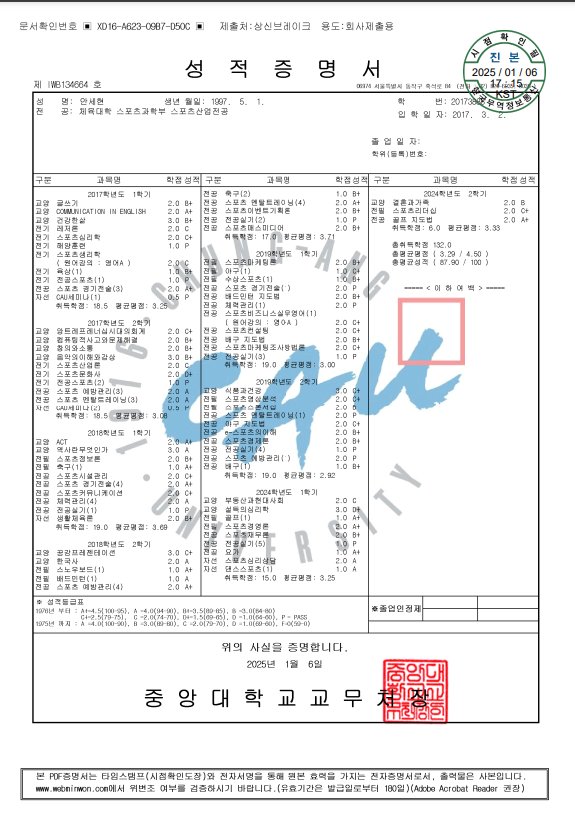 문서확인번호 ▣ XD16-A623-09B7-D50C ▣ 제출처:상신브레이크 용도:회사제출용
성 적 증 명 서
시 점 확 인 필
진 본
2025 / 01 / 06
17 : 15
KST
제 IWB134664 호
성 명: 안세현 생년 월일: 1997. 5. 1. 학 번:
전 공: 체육대학 스포츠과학부 스포츠산업전공 입 학 일 자: 2017. 3. 2.
졸 업 일 자:
학위(등록)번호:
구분 과목명 학점 성적
2017학년도 1학기
교양 글쓰기 2.0 B+
교양 COMMUNICATION IN ENGLISH 2.0 A+
교양 건강한삶 3.0 B+
전기 레저론 2.0 C
전기 스포츠심리학 2.0 C+
전기 해양훈련 1.0 P
전기 스포츠생리학
( 원어강의 : 영어A ) 2.0 C
전기 육상(1) 1.0 B+
전기 전공스포츠(1) 1.0 P
전공 스포츠 경기전술(3) 2.0 A+
자선 CAU세미나(1) 0.5 P
취득학점: 18.5 평균평점: 3.25
2017학년도 2학기
교양 앙트레프레너십시대의회계 2.0 C+
교양 컴퓨팅적사고와문제해결 2.0 B+
교양 창의와소통 2.0 B+
교양 음악의이해와감상 3.0 B+
전기 스포츠산업론 2.0 C
전기 스포츠문화사 2.0 D+
전기 전공스포츠(2) 1.0 P
전공 스포츠 예방관리(3) 2.0 A
전공 스포츠 멘탈트레이닝(3) 2.0 A
자선 CAU세미나(2) 0.5 P
취득학점: 18.5 평균평점: 3.08
2018학년도 1학기
교양 ACT 2.0 A+
교양 역사란무엇인가 3.0 A
전필 스포츠정보론 2.0 B+
전필 축구(1) 1.0 A+
전공 스포츠시설관리 2.0 C+
전공 스포츠 경기전술(4) 2.0 A+
전공 스포츠커뮤니케이션 2.0 C+
전공 체력관리(4) 2.0 A
전공 전공실기(1) 1.0 P
자선 생활체육론 2.0 B+
취득학점: 19.0 평균평점: 3.69
2018학년도 2학기
교양 공감프레젠테이션 3.0 C+
교양 한국사 2.0 A
전필 스노우보드(1) 1.0 A+
전필 배드민턴(1) 1.0 A
전공 스포츠 예방관리(4) 2.0 A+
구분 과목명 학점 성적
전공 축구(2) 1.0 B+
전공 스포츠 멘탈트레이닝(4) 2.0 A+
전공 스포츠이벤트기획론 2.0 B+
전공 전공실기(2) 1.0 P
전공 스포츠매스미디어 2.0 B+
취득학점: 17.0 평균평점: 3.71
2019학년도 1학기
전필 스포츠마케팅론 2.0 B+
전필 야구(1) 1.0 C+
전필 수상스포츠(1) 1.0 B+
전공 스포츠 경기전술( ) 2.0 P
전공 배드민턴 지도법 2.0 B+
전공 체력관리(1) 2.0 P
전공 스포츠비즈니스실무영어(1)
( 원어강의 : 영어A ) 2.0 C+
전공 스포츠컨설팅 2.0 C+
전공 배구 지도법 2.0 B+
전공 스포츠마케팅조사방법론 2.0 C+
전공 전공실기(3) 1.0 P
취득학점: 19.0 평균평점: 3.00
2019학년도 2학기
교양 식품과건강 3.0 C+
전필 스포츠영상분석 2.0 C+
2.0 B
전공 스포츠 멘탈트레이닝(1) 2.0 P
전공 야구 지도법 2.0 C+
전공 e-스포츠의이해 2.0 B+
전공 스포츠경제론 2.0 B+
전공 전공실기(4) 1.0 P
전공 스포츠 예방관리( ) 2.0 P
전공 배구(1) 1.0 B+
취득학점: 19.0 평균평점: 2.92
2024학년도 1학기
교양 부동산과현대사회 2.0 C
교양 설득의심리학 3.0 D+
전필 골프(1) 1.0 A+
전필 스포츠경영론 2.0 A+
전공 스포츠재무론 2.0 B+
전공 전공실기(5) 1.0 P
전공 요가 1.0 A+
자선 스포츠심리상담 2.0 A
자선 댄스스포츠(1) 1.0 A
취득학점: 15.0 평균평점: 3.25
구분 과목명 학점 성적
2024학년도 2학기
교양 결혼과가족 2.0 B
전필 스포츠리더십 2.0 C+
전공 골프 지도법 2.0 A+
취득학점: 6.0 평균평점: 3.33
총취득학점 132.0
총평균평점 ( 3.29 / 4.50 )
총평균성적 ( 87.90 / 100 )
----- < 이 하 여 백 > -----
CHUNG-ANG
UNIVERSITY
1916
CAU
※ 성적등급표
1976년 부터 : A+=4.5(100-95), A =4.0(94-90), B+=3.5(89-85), B =3.0(84-80)
C+=2.5(79-75), C =2.0(74-70), D+=1.5(69-65), D =1.0(64-60), P = PASS
1975년 까지 : A =4.0(100-90), B =3.0(89-80), C =2.0(79-70), D =1.0(69-60), F=0(59-0)
※졸업인정제
위의 사실을 증명합니다.
2025년 1월 6일
중 앙 대 학 교 교 무 처 장
본 PDF증명서는 타임스탬프(시점확인도장)와 전자서명을 통해 원본 효력을 가지는 전자증명서로서, 출력물은 사본입니다.
www.webminwon.com에서 위변조 여부를 검증하시기 바랍니다.(유효기간은 발급일로부터 180일)(Adobe Acrobat Reader 권장)